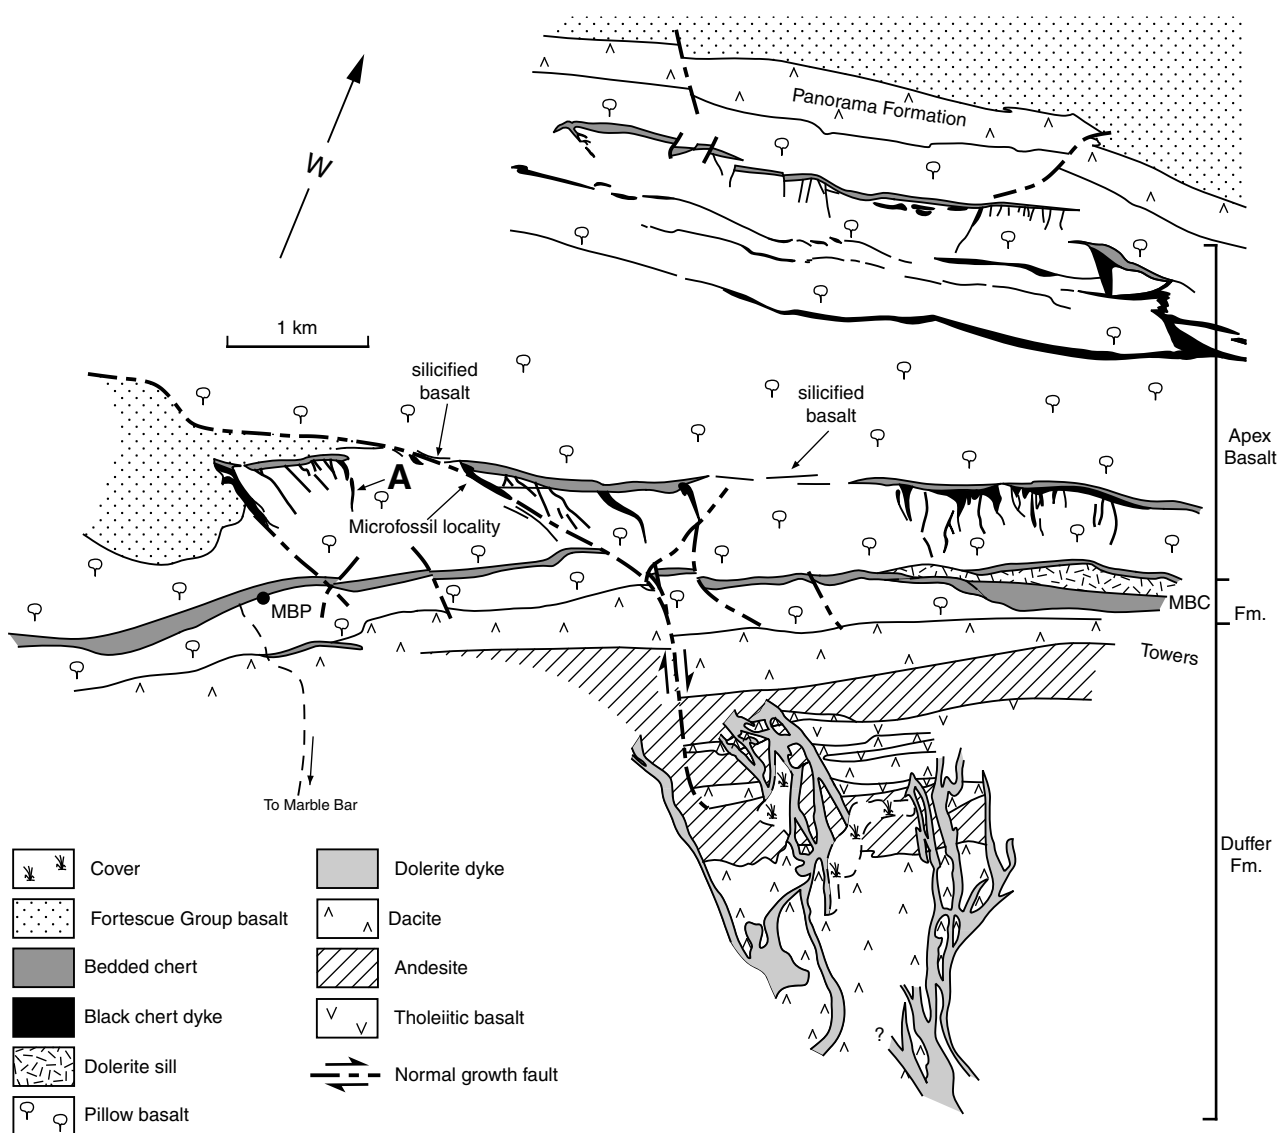 Panorama Formation
W
1 km
silicified
basalt
silicified
basalt
Apex
Basalt
A
Microfossil locality
MBP
MBC
Fm.
Towers
To Marble Bar
?
Duffer
Fm.
Cover
Fortescue Group basalt
Bedded chert
Black chert dyke
Dolerite sill
Pillow basalt
Dolerite dyke
Dacite
Andesite
Tholeiitic basalt
Normal growth fault